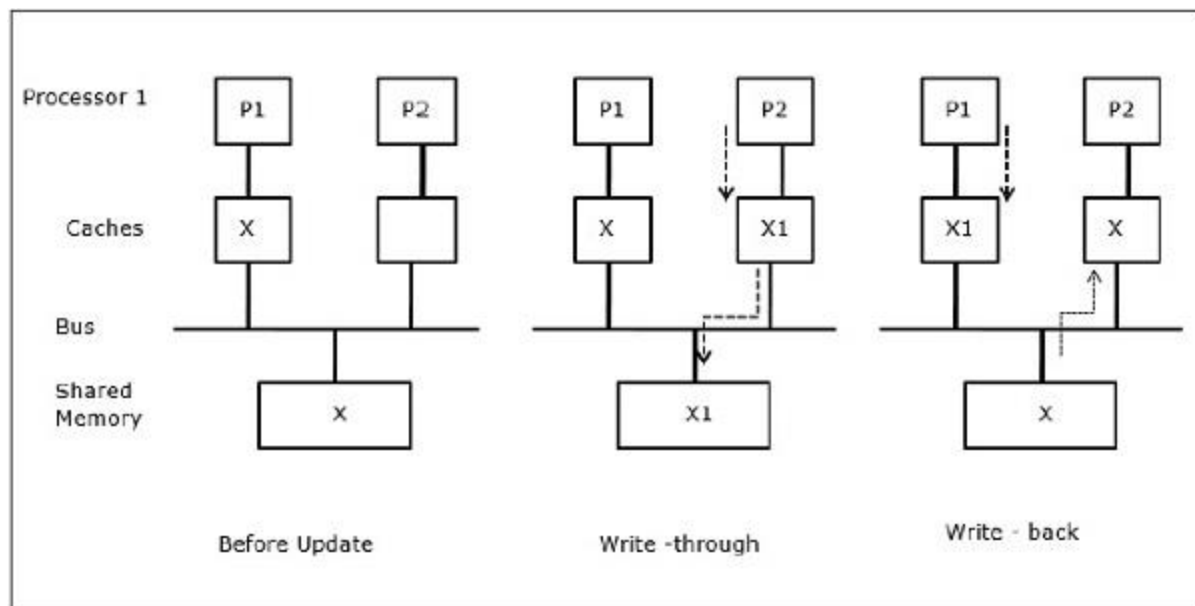 Processor 1
P1
P2
P1
P2
P1
P2
Caches
X
X
X1
X1
X
Bus
Shared
Memory
X
X1
X
Before Update
Write -through
Write - back